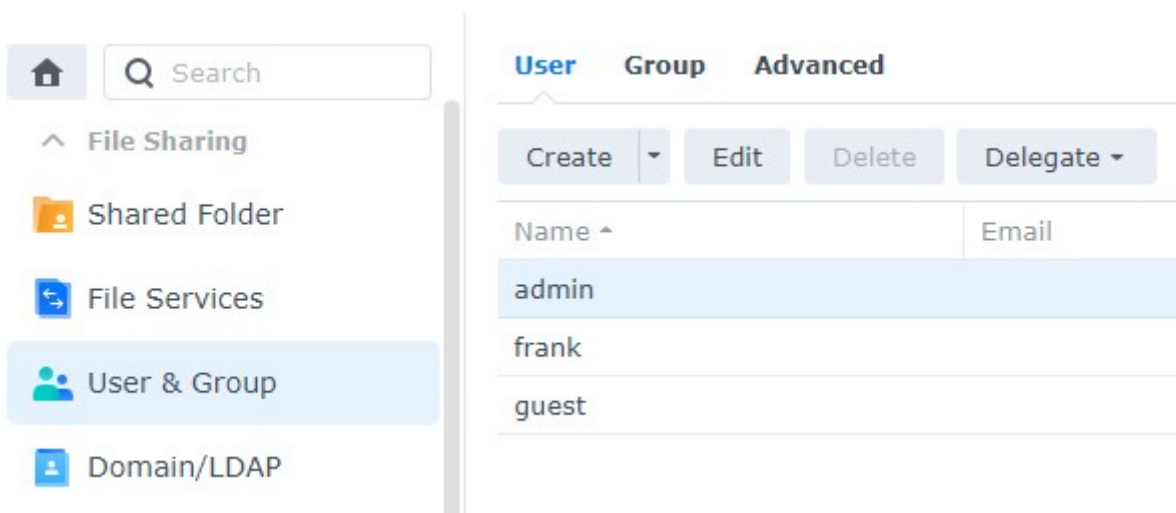 Search
File Sharing
Shared Folder
File Services
User & Group
Domain/LDAP
User Group Advanced
Create Edit Delete Delegate
Name Email
admin
frank
guest